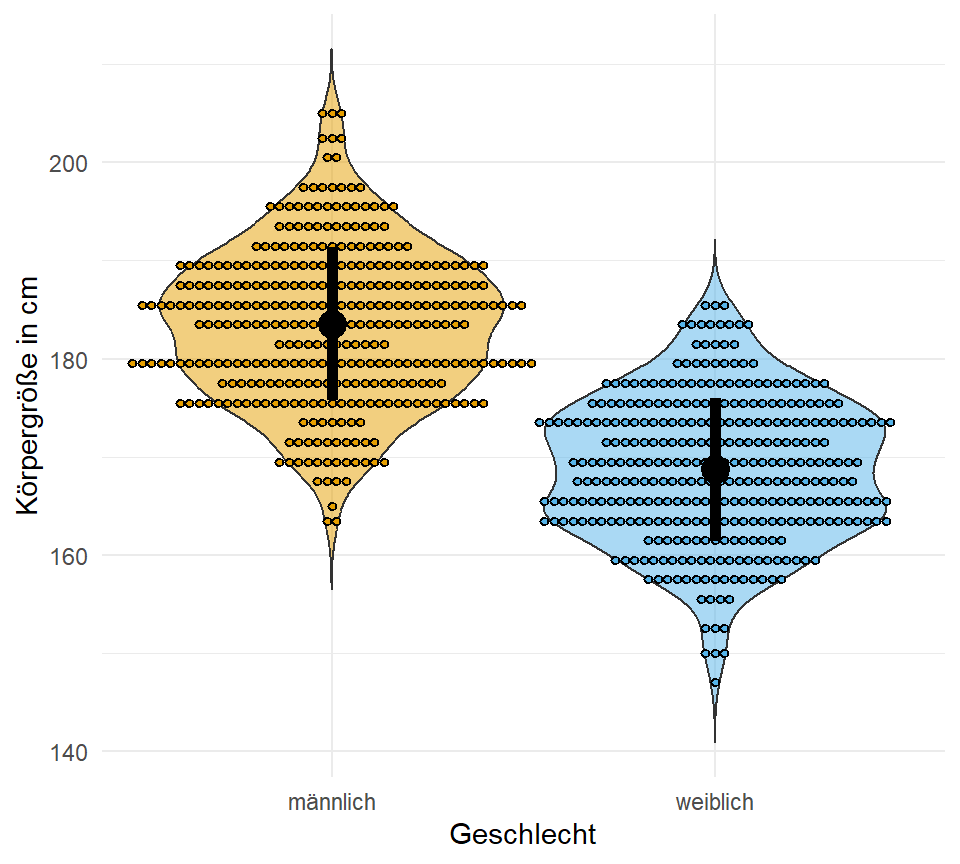 Körpergröße in cm
200
180
160
140
männlich
weiblich
Geschlecht